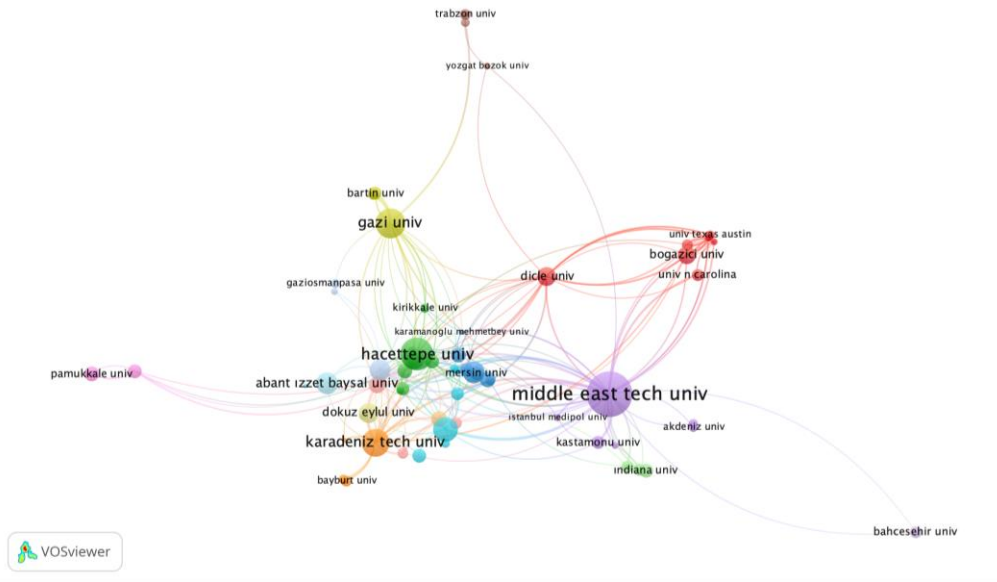 trabzon univ
yozgat bozok univ
bartin univ
gazi univ
univ texas austin
bogazici univ
univ n carolina
dicle univ
gaziosmanpasa univ
kirikkale univ
karamanoglu mehmetbey univ
hacettepe univ
mersin univ
pamukkale univ
abant ızzet baysal univ
middle east tech univ
dokuz eylul univ
istanbul medipol univ
akdeniz univ
karadeniz tech univ
kastamonu univ
ındiana univ
bayburt univ
bahcesehir univ
VOSviewer